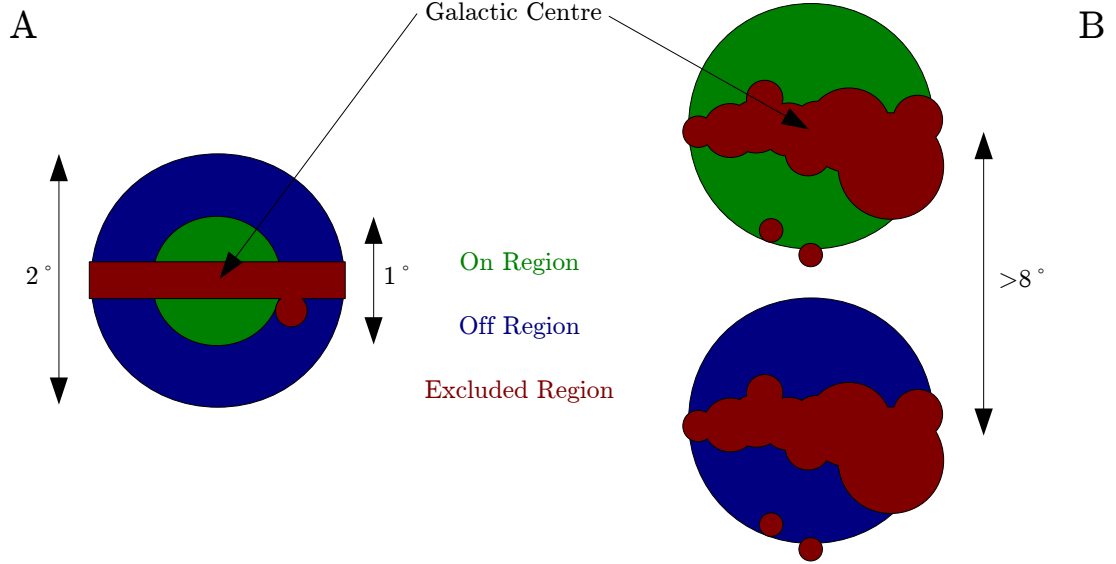 A
Galactic Centre
B
2°
1°
On Region
Off Region
Excluded Region
>8°